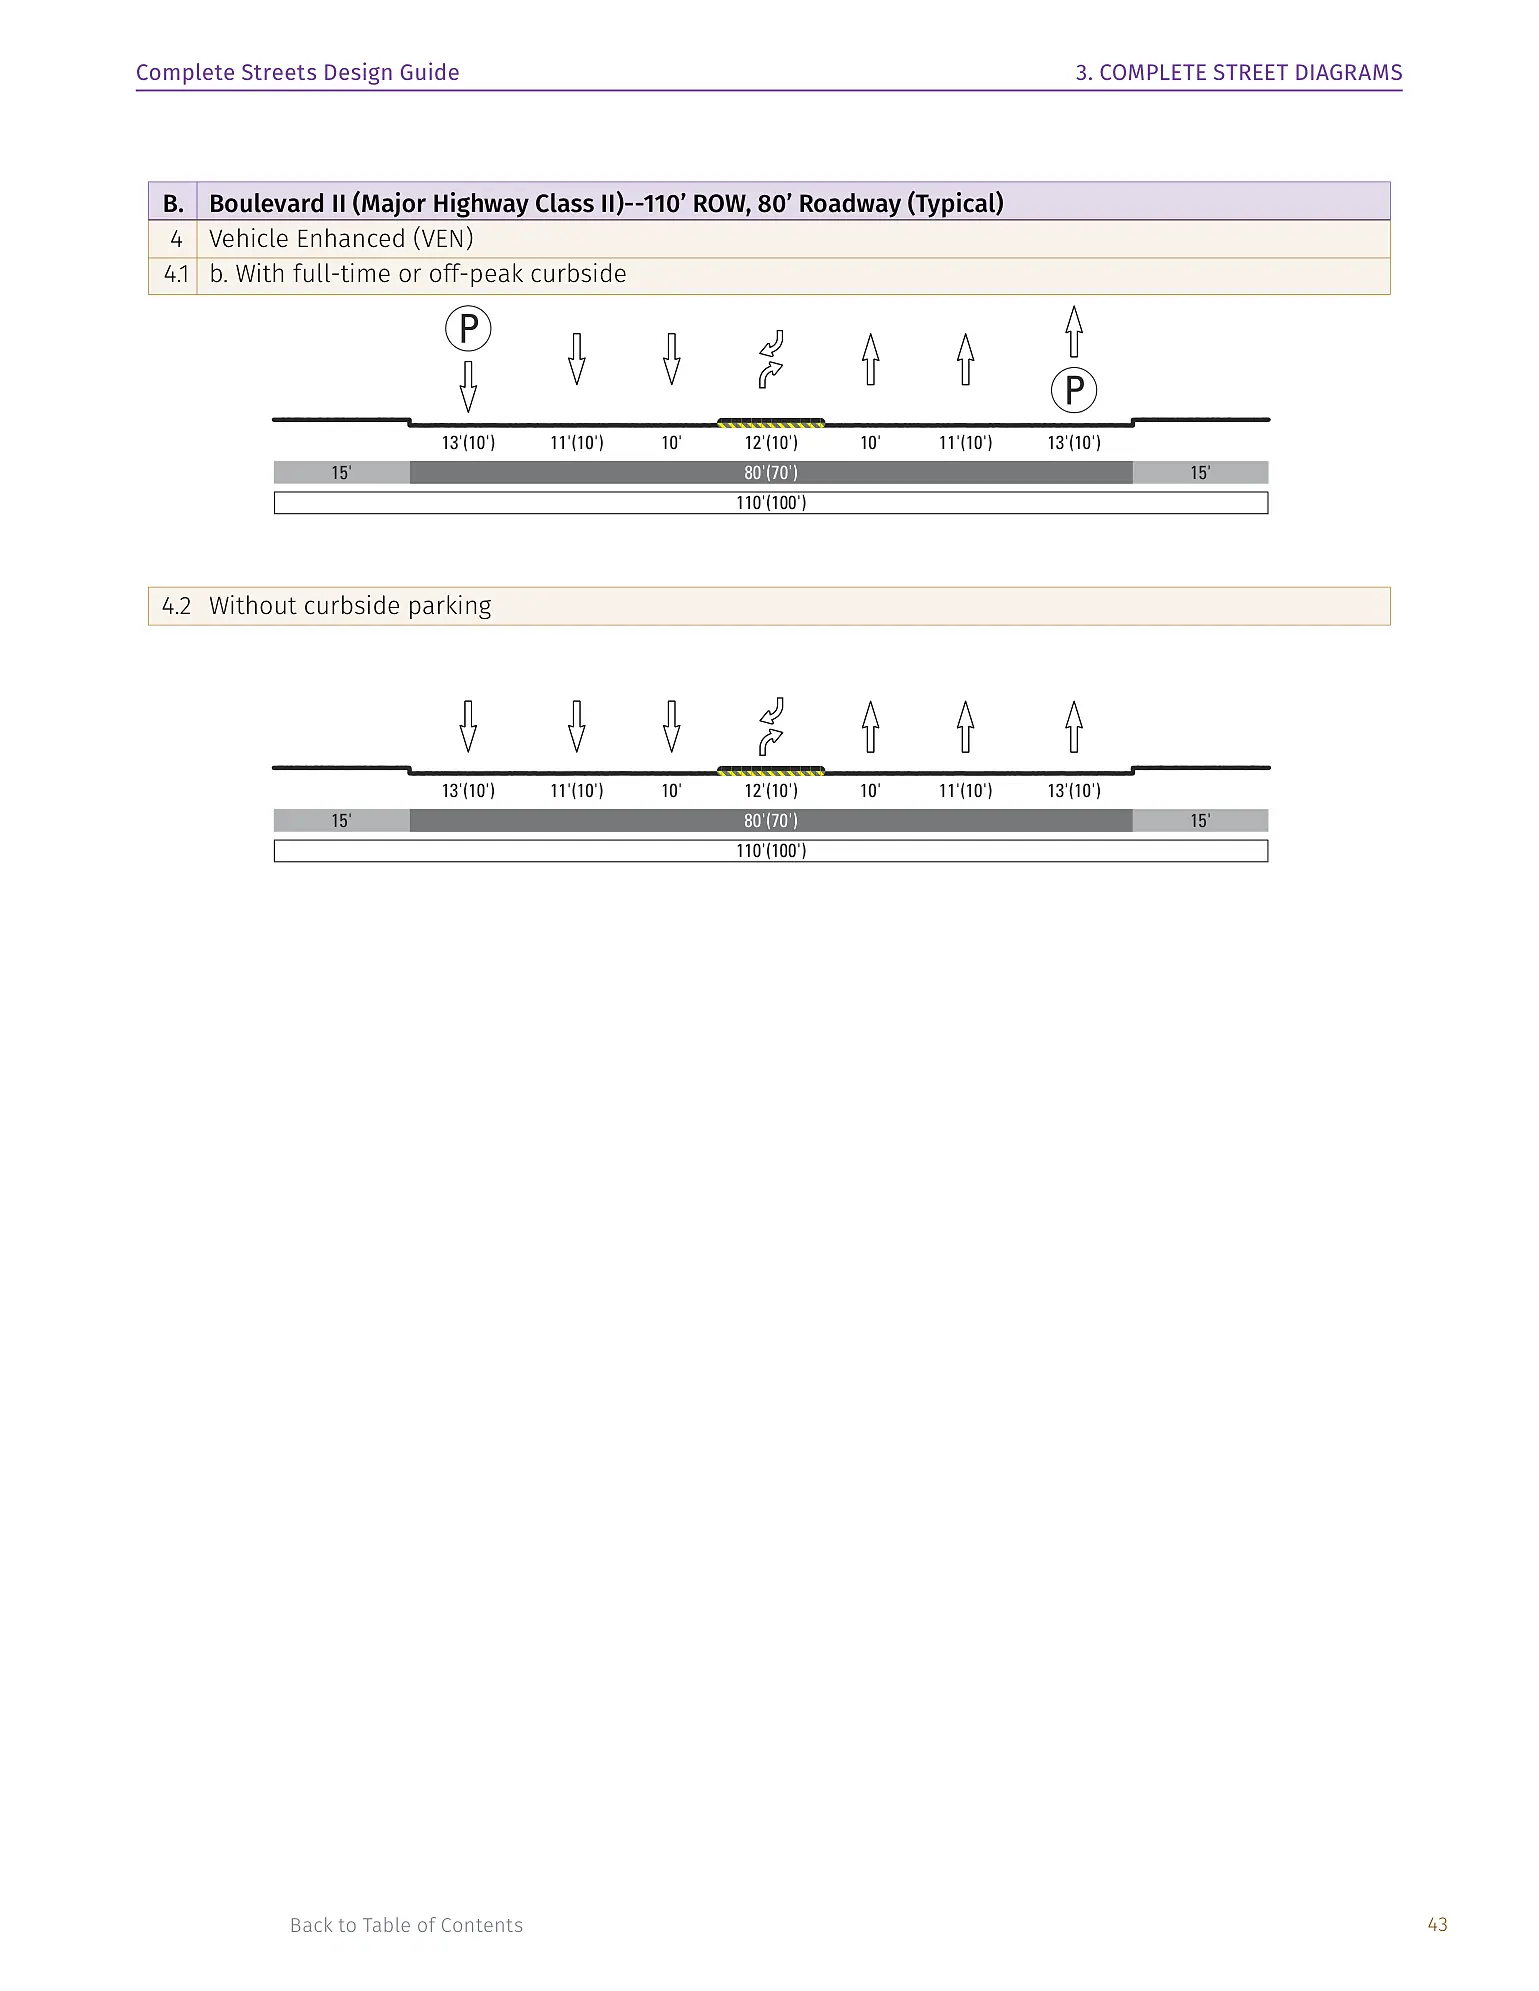 Complete Streets Design Guide
3. COMPLETE STREET DIAGRAMS
B. Boulevard II (Major Highway Class II)--110’ ROW, 80’ Roadway (Typical)
4 Vehicle Enhanced (VEN)
4.1 b. With full-time or off-peak curbside
P
P
13'(10') 11'(10') 10' 12'(10') 10' 11'(10') 13'(10')
15' 80'(70') 15'
110'(100')
4.2 Without curbside parking
13'(10') 11'(10') 10' 12'(10') 10' 11'(10') 13'(10')
15' 80'(70') 15'
110'(100')
Back to Table of Contents
43